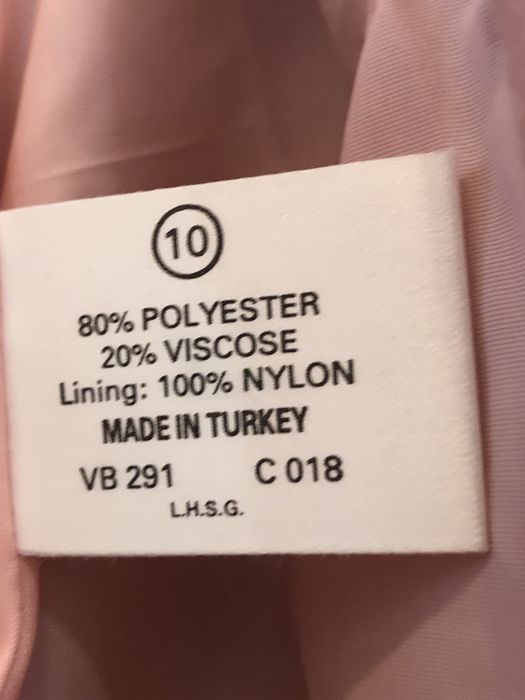 10
80% POLYESTER
20% VISCOSE
Lining: 100% NYLON
MADE IN TURKEY
VB 291 C 018
L.H.S.G.